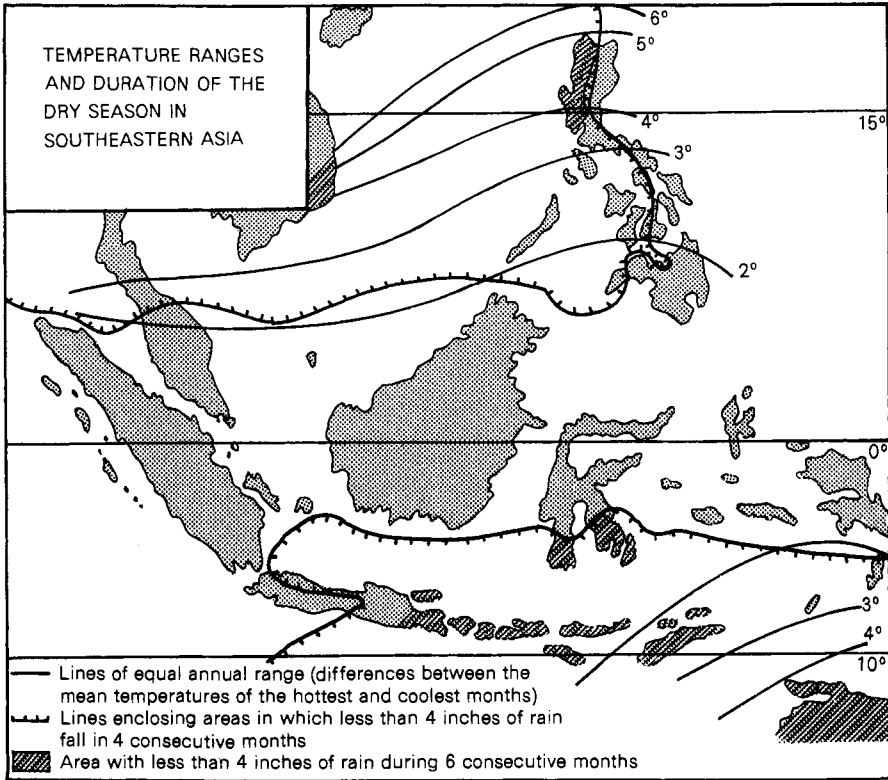 TEMPERATURE RANGES
AND DURATION OF THE
DRY SEASON IN
SOUTHEASTERN ASIA
6°
5°
4°
15°
3°
2°
0°
3°
4°
10°
Lines of equal annual range (differences between the
mean temperatures of the hottest and coolest months)
Lines enclosing areas in which less than 4 inches of rain
fall in 4 consecutive months
Area with less than 4 inches of rain during 6 consecutive months